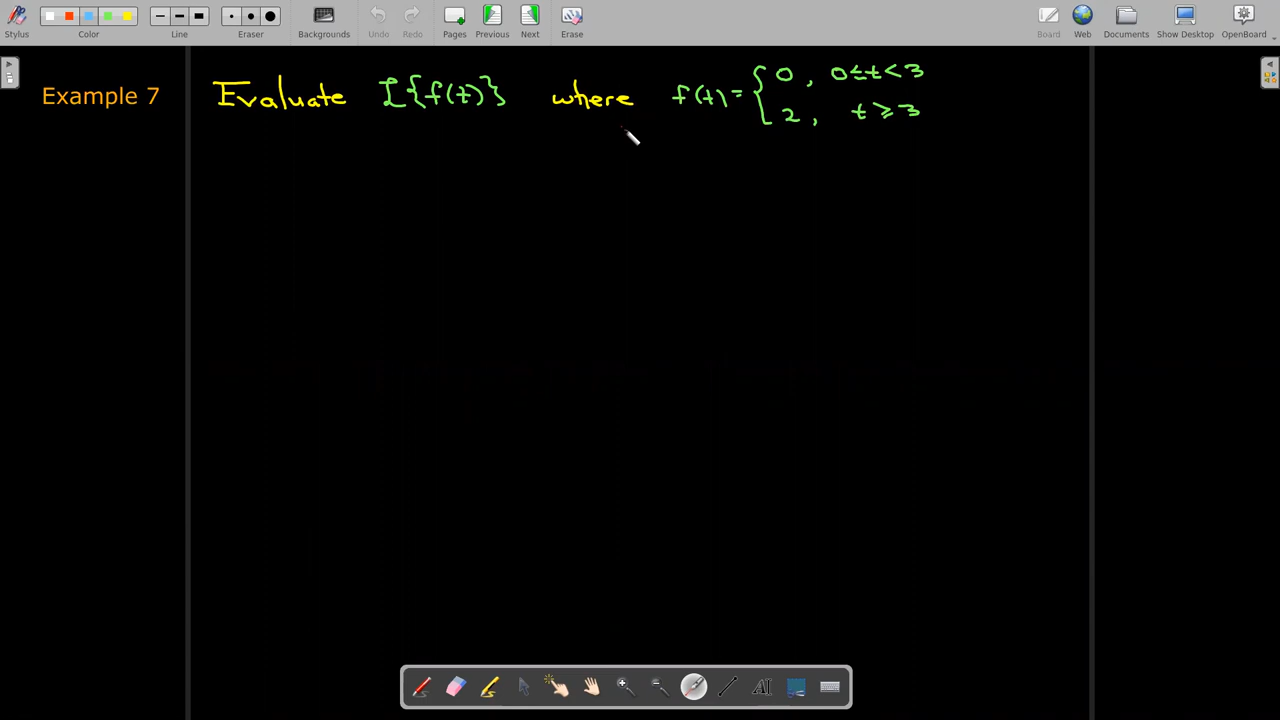 Stylus
Color
Line
Eraser
Backgrounds
Undo
Redo
Pages
Previous
Next
Erase
Board
Web
Documents
Show Desktop
OpenBoard
Example 7 Evaluate ℒ{f(t)} where f(t)= { 0 , 0≤t<3
2 , t⩾3
AI